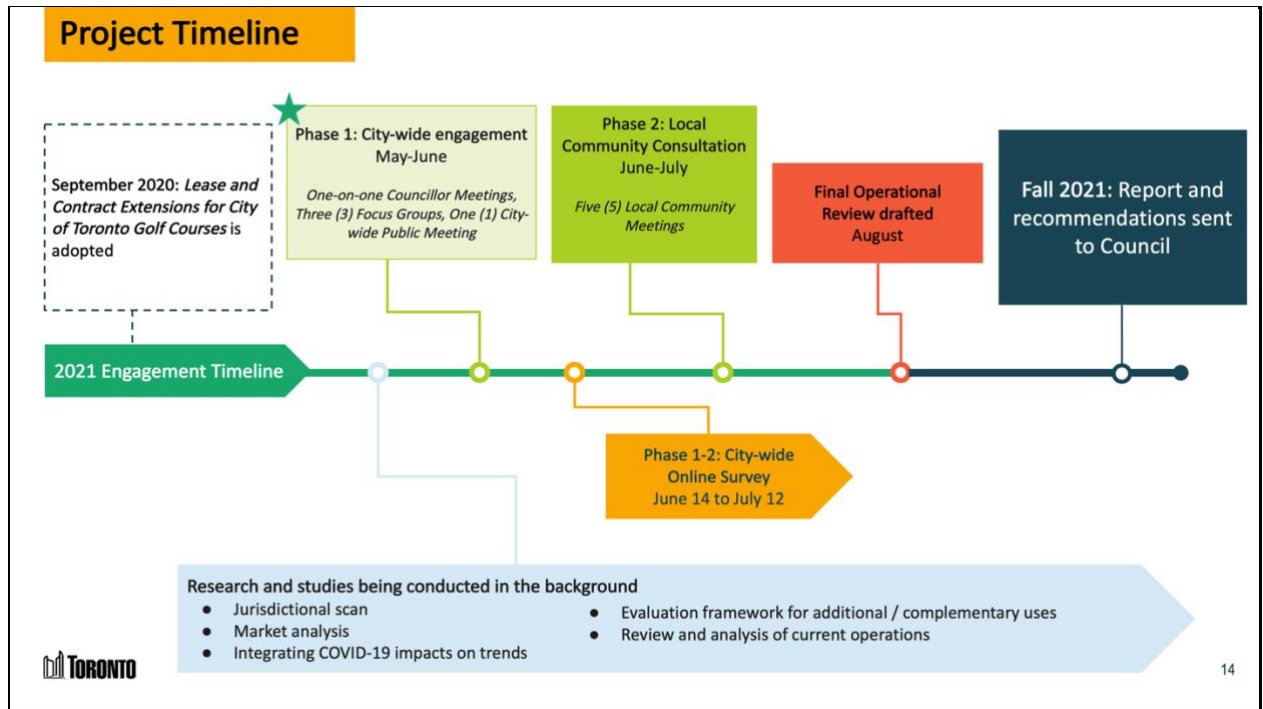 Project Timeline
September 2020: Lease and
Contract Extensions for City
of Toronto Golf Courses is
adopted
Phase 1: City-wide engagement
May-June
One-on-one Councillor Meetings,
Three (3) Focus Groups, One (1) City-
wide Public Meeting
Phase 2: Local
Community Consultation
June-July
Five (5) Local Community
Meetings
Final Operational
Review drafted
August
Fall 2021: Report and
recommendations sent
to Council
2021 Engagement Timeline
Phase 1-2: City-wide
Online Survey
June 14 to July 12
Research and studies being conducted in the background
● Jurisdictional scan
● Market analysis
● Integrating COVID-19 impacts on trends
● Evaluation framework for additional / complementary uses
● Review and analysis of current operations
TORONTO
14